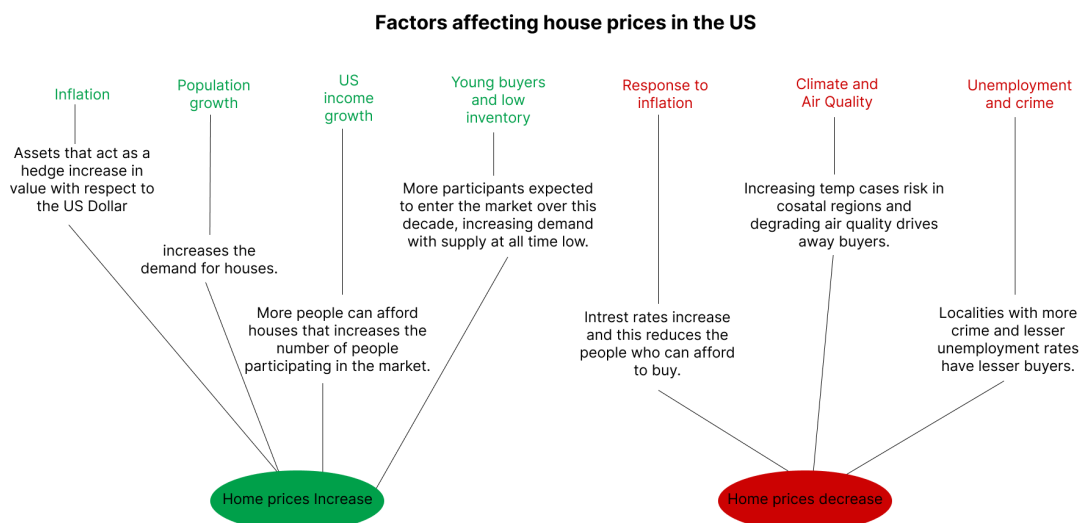 Factors affecting house prices in the US
Inflation
Assets that act as a
hedge increase in
value with respect to
the US Dollar
Population
growth
increases the
demand for houses.
US
income
growth
More people can afford
houses that increases the
number of people
participating in the market.
Young buyers
and low
inventory
More participants expected
to enter the market over this
decade, increasing demand
with supply at all time low.
Home prices Increase
Response to
inflation
Intrest rates increase
and this reduces the
people who can afford
to buy.
Climate and
Air Quality
Increasing temp cases risk in
cosatal regions and
degrading air quality drives
away buyers.
Unemployment
and crime
Localities with more
crime and lesser
unemployment rates
have lesser buyers.
Home prices decrease